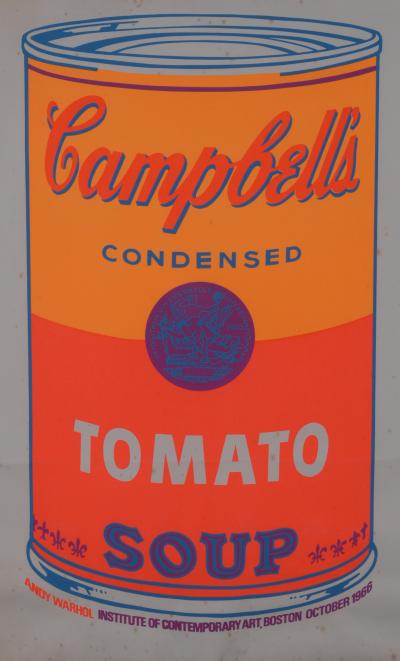 Campbell's
CONDENSED
TOMATO
SOUP
ANDY WARHOL INSTITUTE OF CONTEMPORARY ART, BOSTON OCTOBER 1966